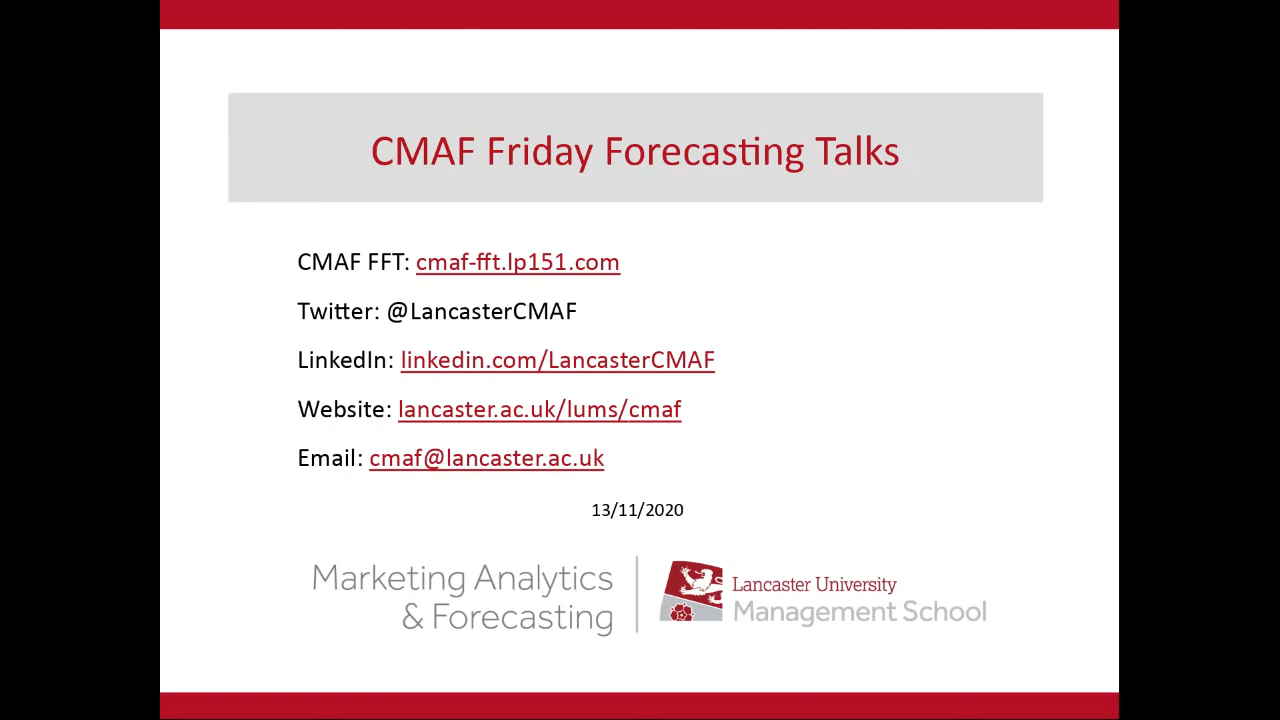 CMAF Friday Forecasting Talks
CMAF FFT: cmaf-fft.lp151.com
Twitter: @LancasterCMAF
LinkedIn: linkedin.com/LancasterCMAF
Website: lancaster.ac.uk/lums/cmaf
Email: cmaf@lancaster.ac.uk
13/11/2020
Marketing Analytics
& Forecasting
Lancaster University
Management School